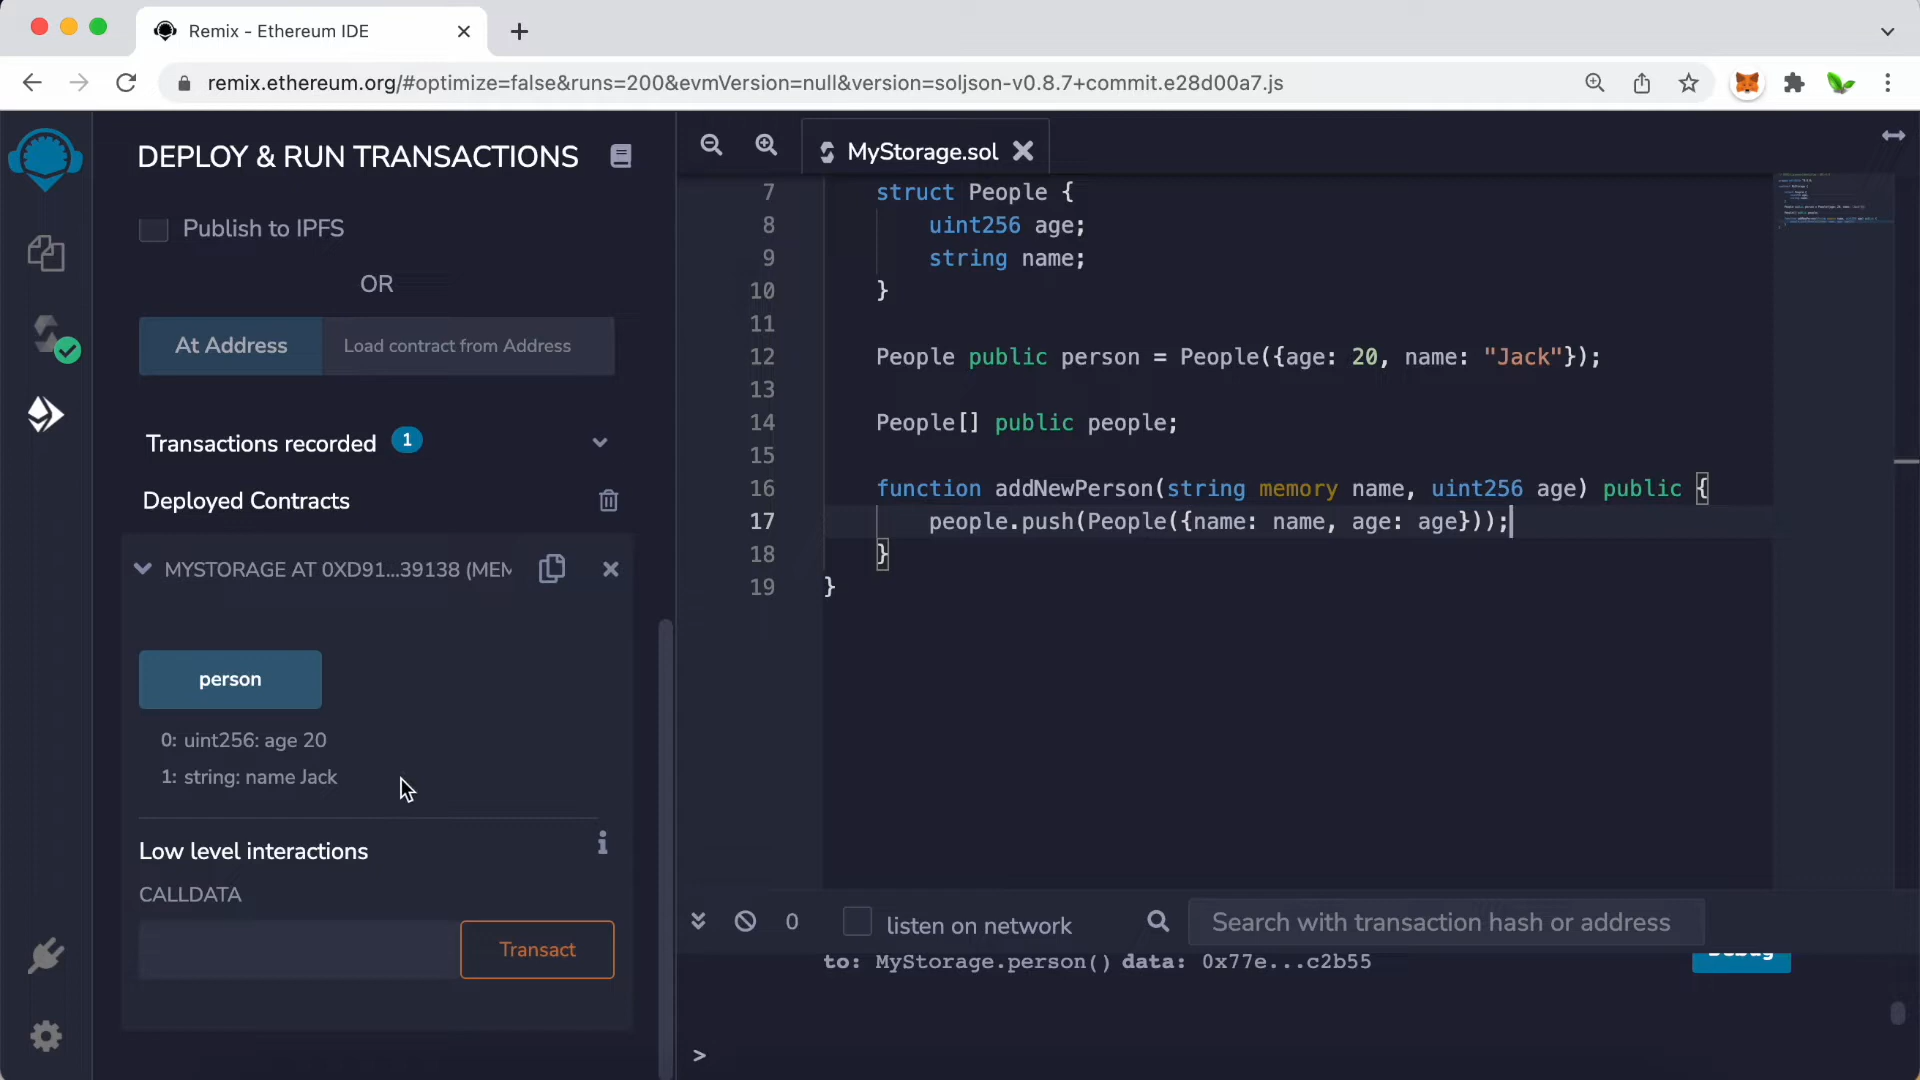 Remix - Ethereum IDE
remix.ethereum.org/#optimize=false&runs=200&evmVersion=null&version=soljson-v0.8.7+commit.e28d00a7.js
DEPLOY & RUN TRANSACTIONS
Publish to IPFS
OR
At Address
Load contract from Address
Transactions recorded 1
Deployed Contracts
MYSTORAGE AT 0XD91...39138 (MEM
person
0: uint256: age 20
1: string: name Jack
Low level interactions
i
CALLDATA
Transact
MyStorage.sol
7 struct People {
8 uint256 age;
9 string name;
10 }
11
12 People public person = People({age: 20, name: "Jack"});
13
14 People[] public people;
15
16 function addNewPerson(string memory name, uint256 age) public {
17 people.push(People({name: name, age: age}));
18 }
19 }
0
listen on network
Search with transaction hash or address
to: MyStorage.person() data: 0x77e...c2b55
Debug
>